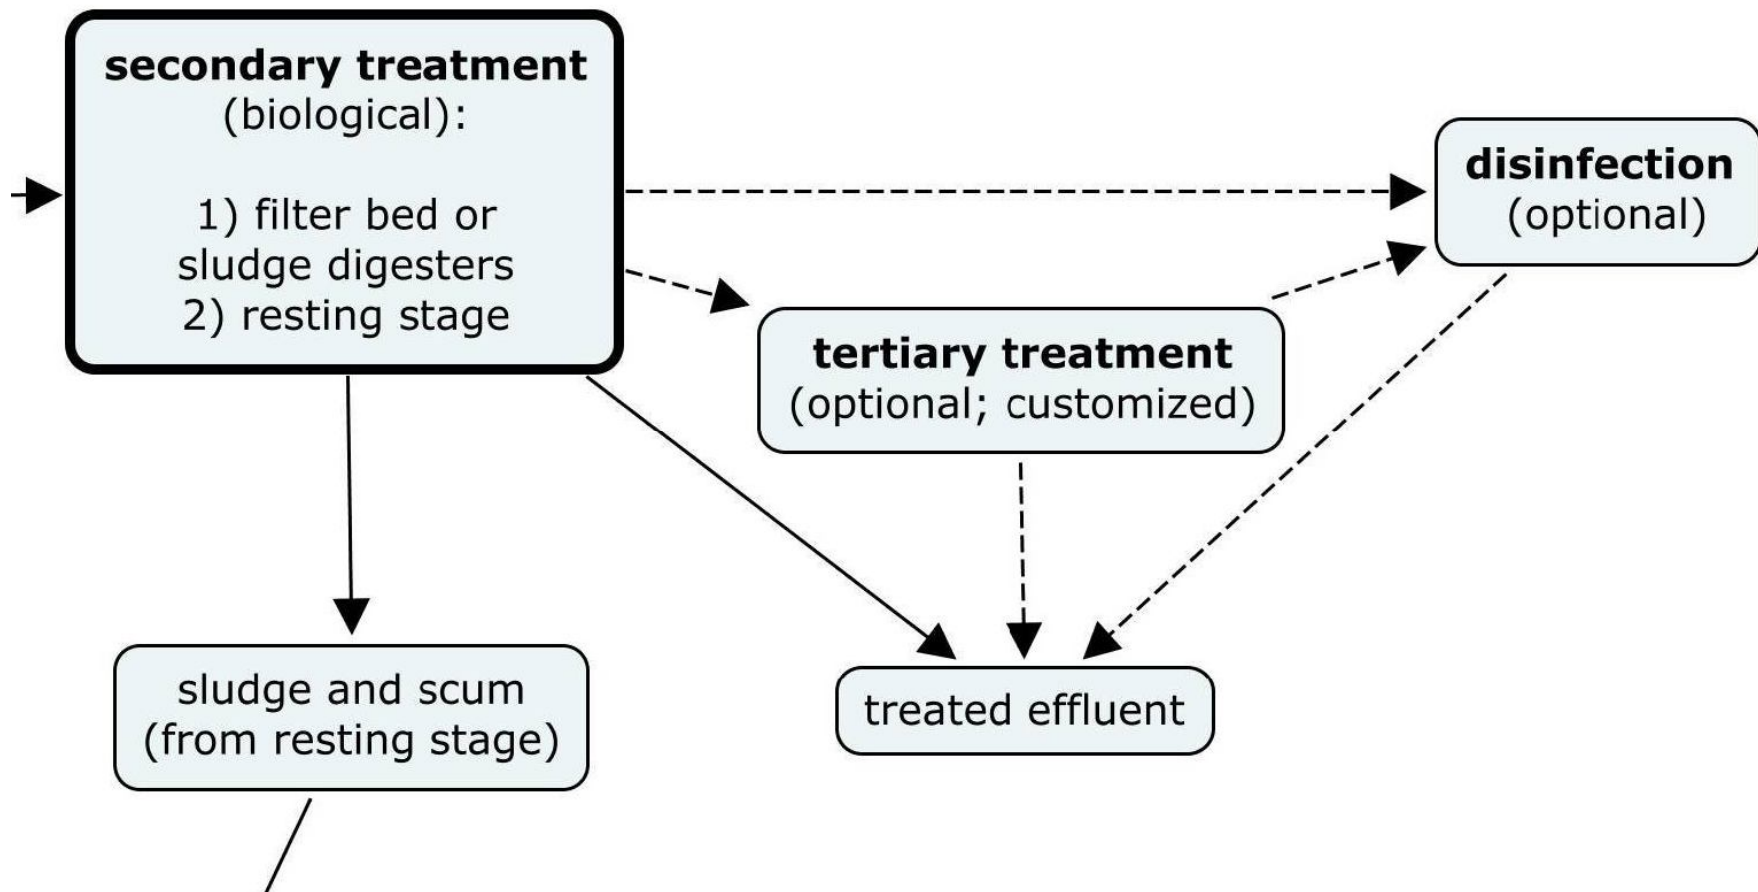 secondary treatment
(biological):
1) filter bed or
sludge digesters
2) resting stage
disinfection
(optional)
tertiary treatment
(optional; customized)
sludge and scum
(from resting stage)
treated effluent